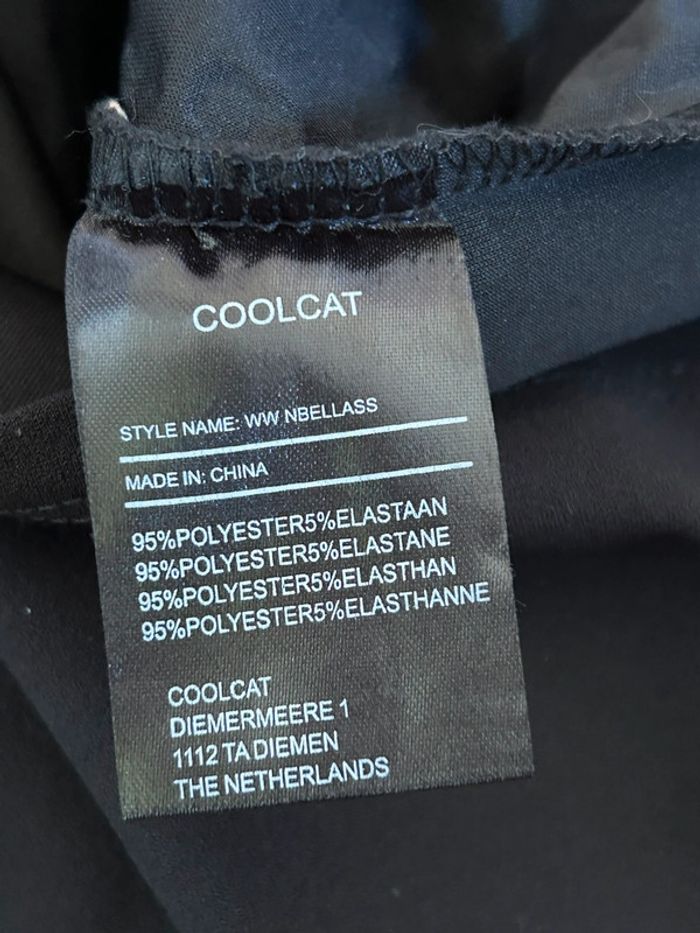 COOLCAT
STYLE NAME: WW NBELLASS
MADE IN: CHINA
95%POLYESTER5%ELASTAAN
95%POLYESTER5%ELASTANE
95%POLYESTER5%ELASTHAN
95%POLYESTER5%ELASTHANNE
COOLCAT
DIEMERMEERE 1
1112 TA DIEMEN
THE NETHERLANDS